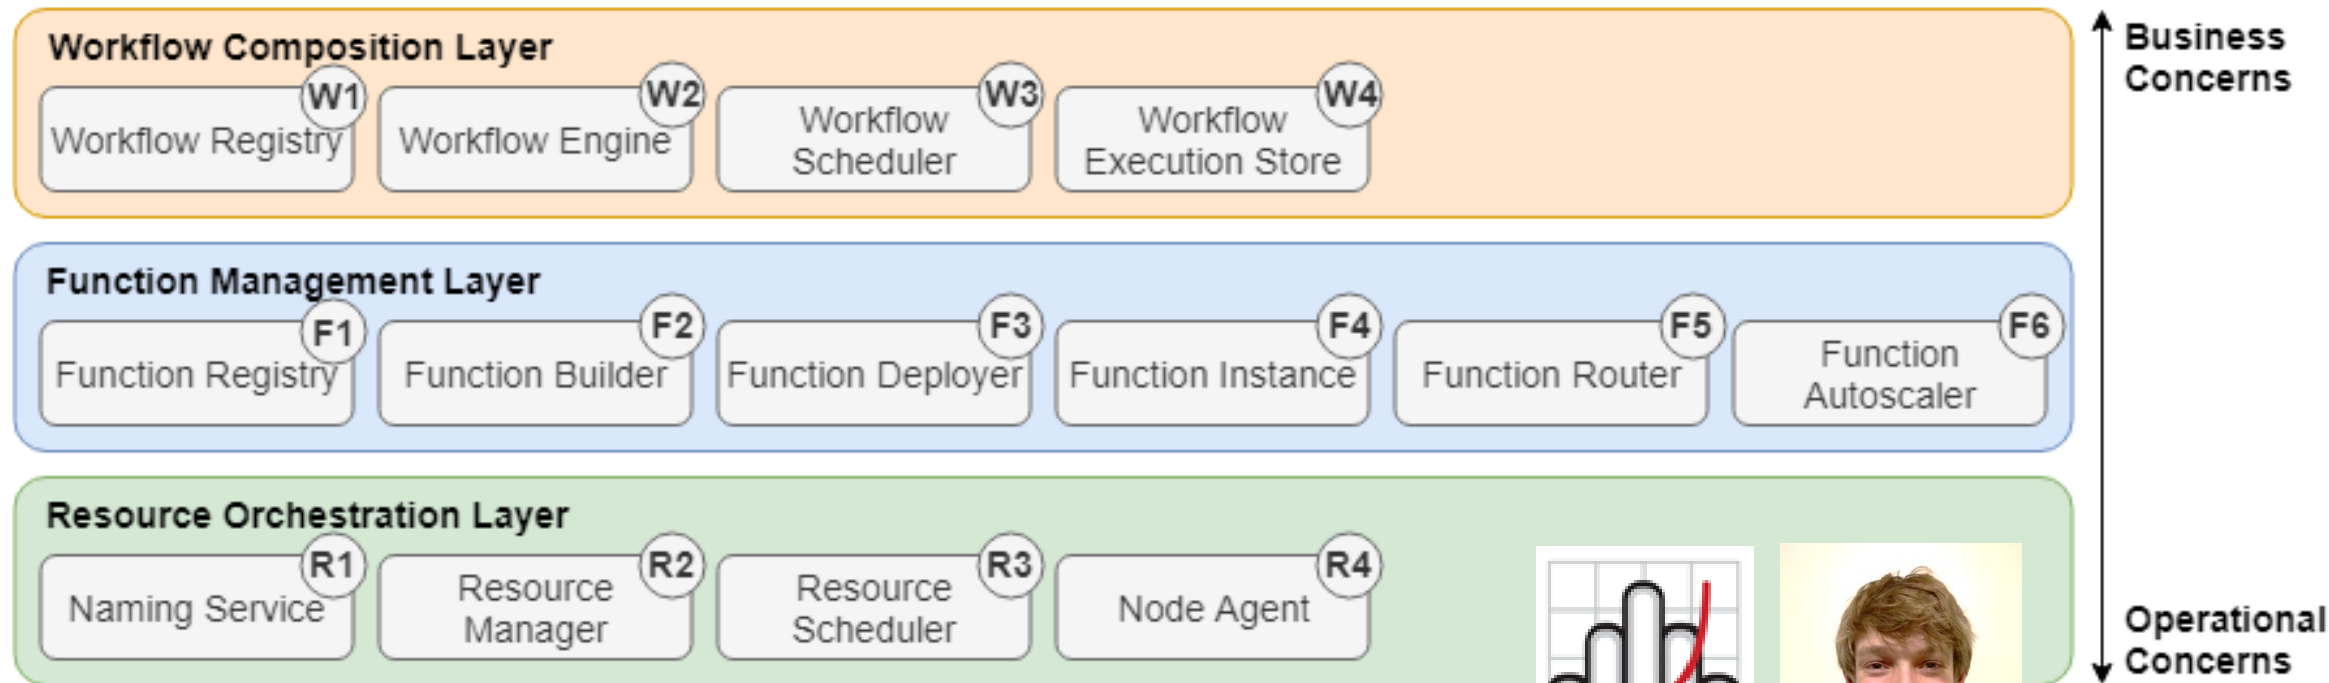 Workflow Composition Layer
W1
Workflow Registry
W2
Workflow Engine
W3
Workflow
Scheduler
W4
Workflow
Execution Store
Function Management Layer
F1
Function Registry
F2
Function Builder
F3
Function Deployer
F4
Function Instance
F5
Function Router
F6
Function
Autoscaler
Resource Orchestration Layer
R1
Naming Service
R2
Resource
Manager
R3
Resource
Scheduler
R4
Node Agent
Business
Concerns
Operational
Concerns